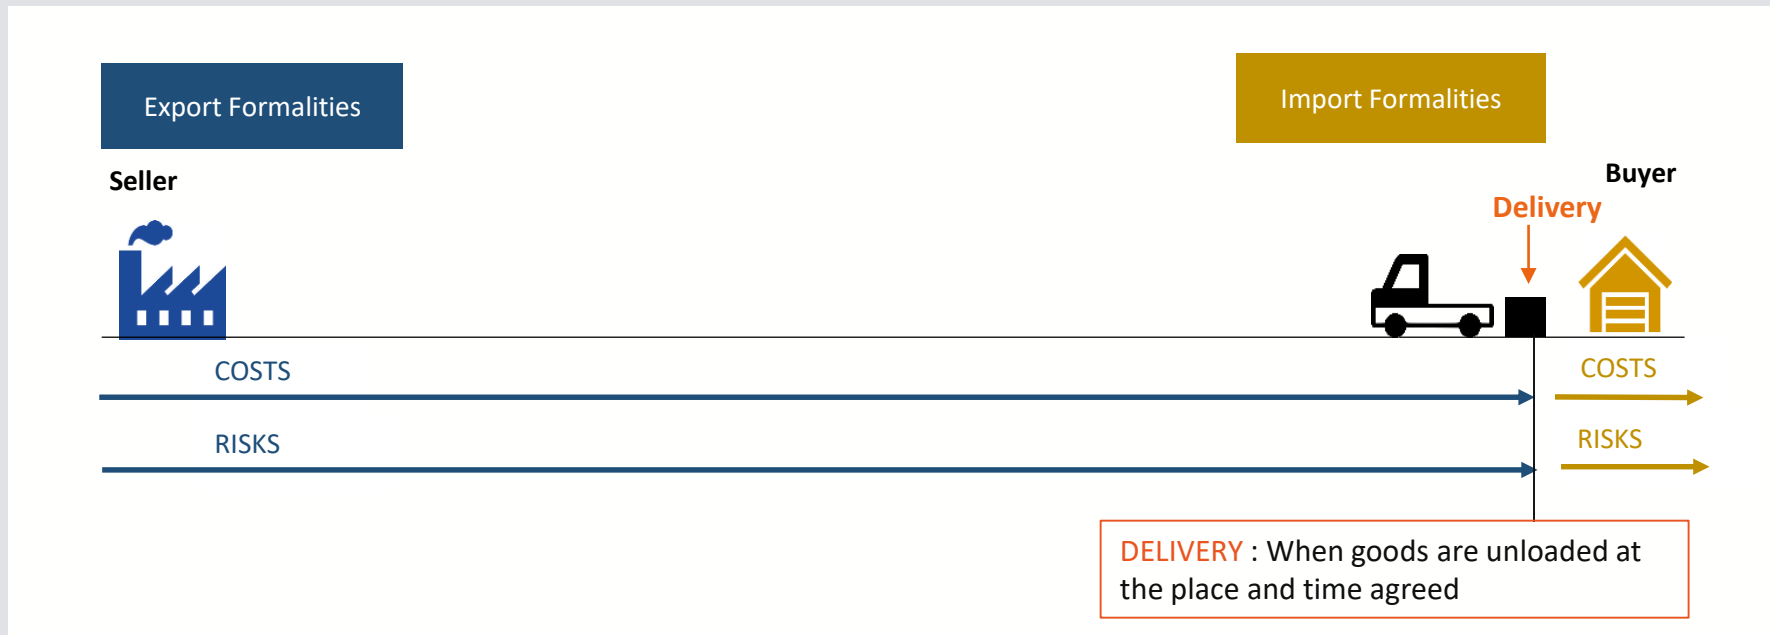 Export Formalities
Import Formalities
Seller
Buyer
Delivery
COSTS
COSTS
RISKS
RISKS
DELIVERY : When goods are unloaded at
the place and time agreed